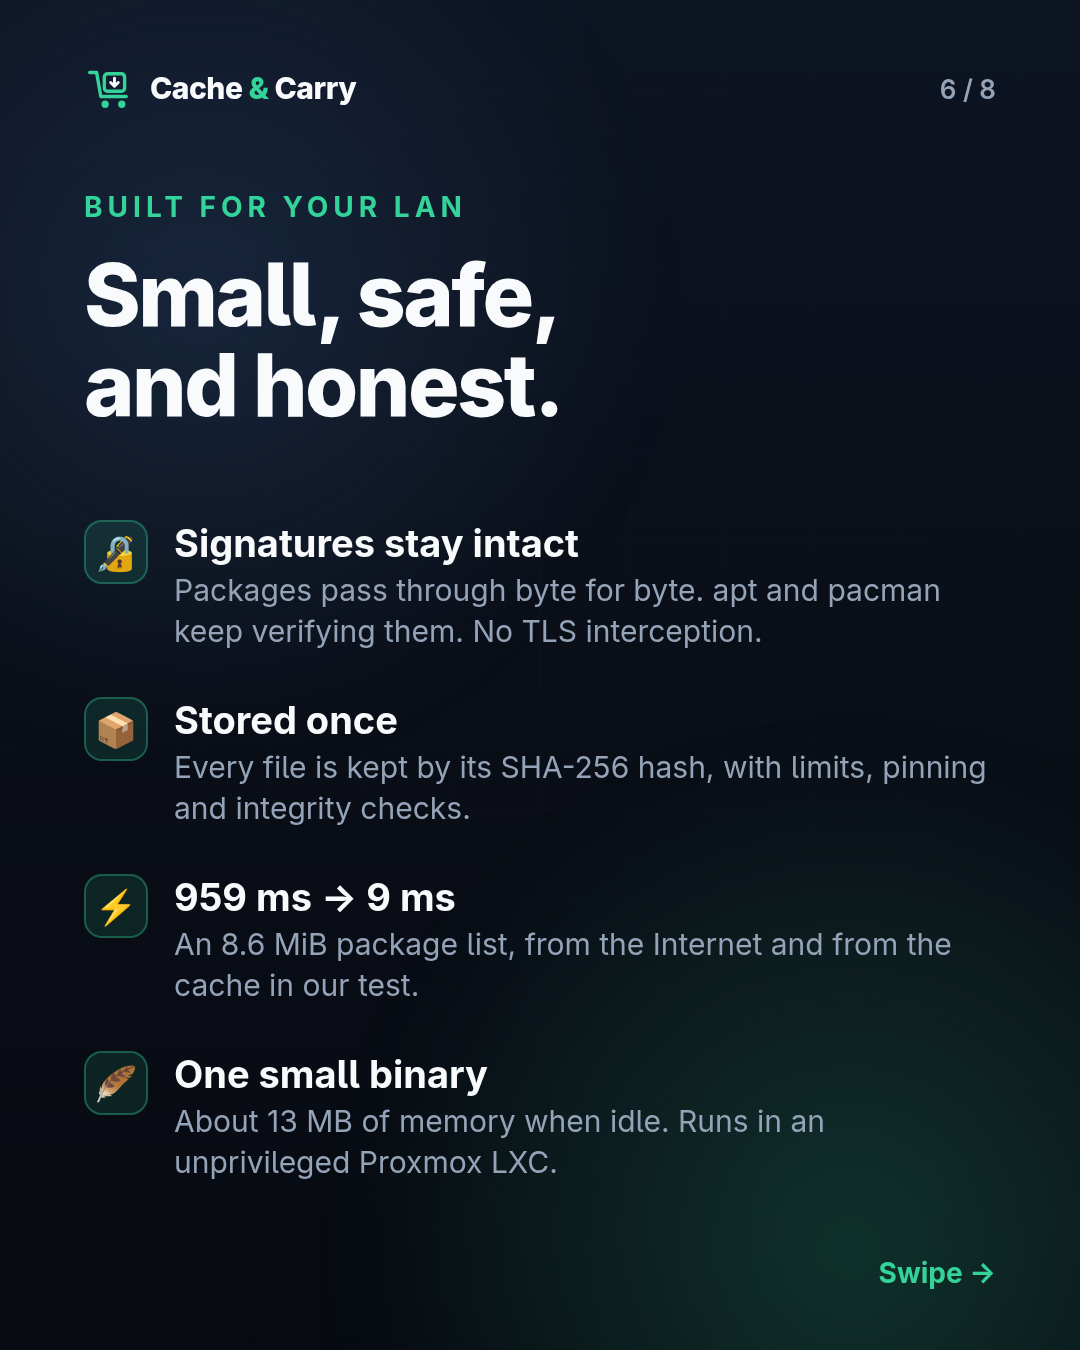 Cache & Carry
6 / 8
BUILT FOR YOUR LAN
Small, safe,
and honest.
Signatures stay intact
Packages pass through byte for byte. apt and pacman
keep verifying them. No TLS interception.
Stored once
Every file is kept by its SHA-256 hash, with limits, pinning
and integrity checks.
959 ms → 9 ms
An 8.6 MiB package list, from the Internet and from the
cache in our test.
One small binary
About 13 MB of memory when idle. Runs in an
unprivileged Proxmox LXC.
Swipe →